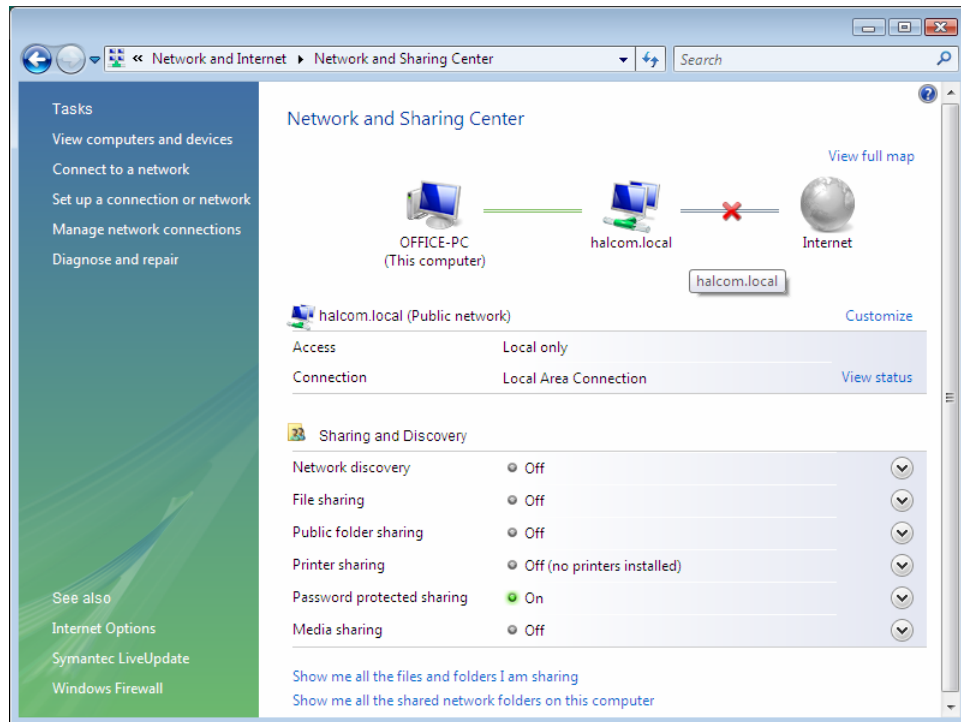 « Network and Internet ▸ Network and Sharing Center
Search
Tasks
View computers and devices
Connect to a network
Set up a connection or network
Manage network connections
Diagnose and repair
See also
Internet Options
Symantec LiveUpdate
Windows Firewall
Network and Sharing Center
View full map
OFFICE-PC
(This computer)
halcom.local
Internet
halcom.local
halcom.local (Public network)
Customize
Access Local only
Connection Local Area Connection View status
Sharing and Discovery
Network discovery Off
File sharing Off
Public folder sharing Off
Printer sharing Off (no printers installed)
Password protected sharing On
Media sharing Off
Show me all the files and folders I am sharing
Show me all the shared network folders on this computer